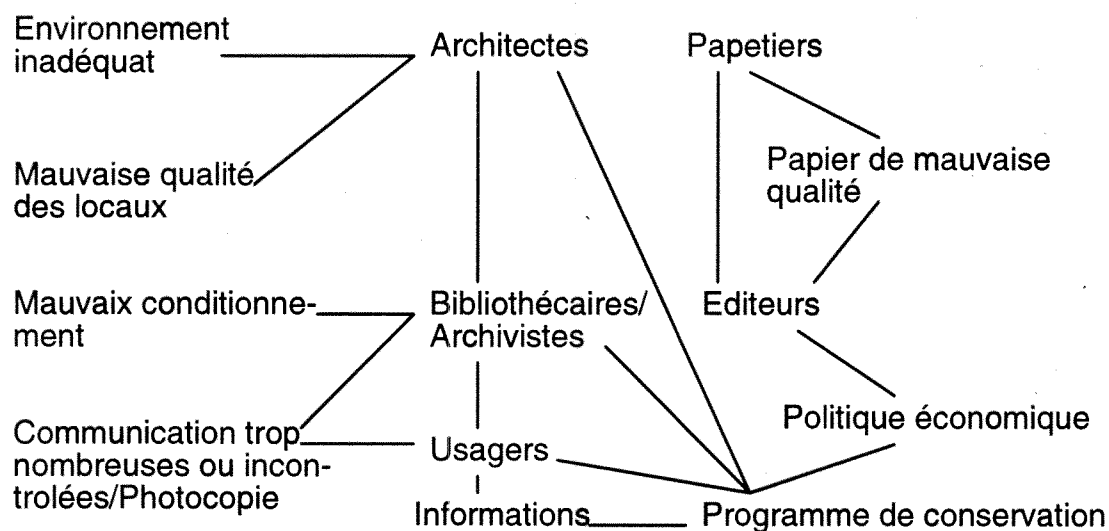 Environnement
inadéquat
Architectes
Papetiers
Mauvaise qualité
des locaux
Papier de mauvaise
qualité
Mauvaix conditionne-
ment
Bibliothécaires/
Archivistes
Editeurs
Politique économique
Communication trop
nombreuses ou incon-
trolées/Photocopie
Usagers
Informations
Programme de conservation